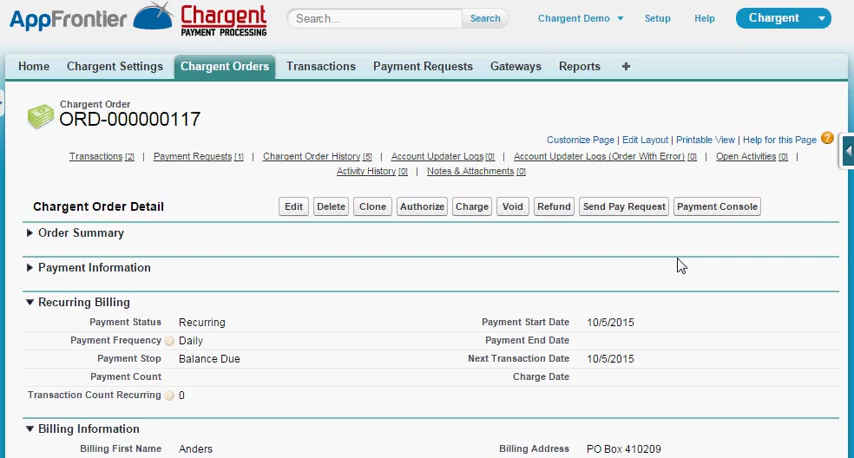 AppFrontier Chargent PAYMENT PROCESSING Search... Search Chargent Demo Setup Help Chargent
Home Chargent Settings Chargent Orders Transactions Payment Requests Gateways Reports +
Chargent Order
ORD-000000117
Customize Page | Edit Layout | Printable View | Help for this Page ?
Transactions [2] | Payment Requests [1] | Chargent Order History [5] | Account Updater Logs [0] | Account Updater Logs (Order With Error) [0] | Open Activities [0] |
Activity History [0] | Notes & Attachments [0]
Chargent Order Detail Edit Delete Clone Authorize Charge Void Refund Send Pay Request Payment Console
Order Summary
Payment Information
Recurring Billing
Payment Status Recurring Payment Start Date 10/5/2015
Payment Frequency Daily Payment End Date
Payment Stop Balance Due Next Transaction Date 10/5/2015
Payment Count Charge Date
Transaction Count Recurring 0
Billing Information
Billing First Name Anders Billing Address PO Box 410209